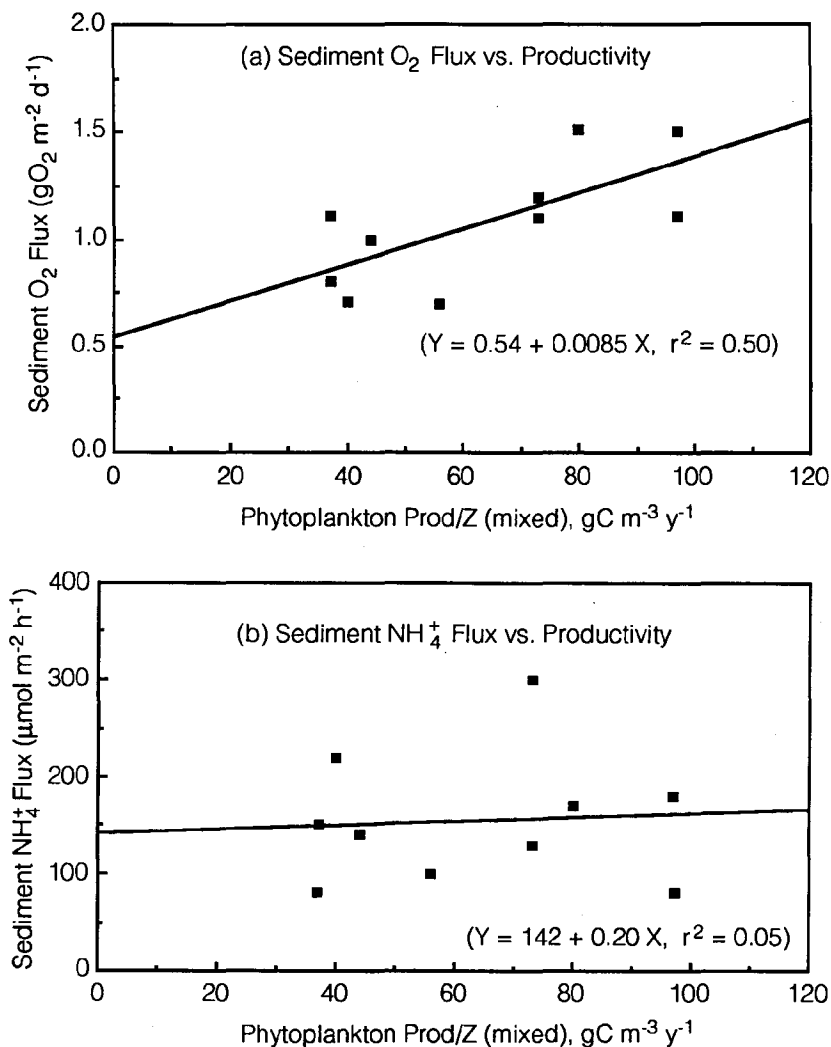 2.0
(a) Sediment O₂ Flux vs. Productivity
1.5
1.0
0.5
(Y = 0.54 + 0.0085 X, r² = 0.50)
0.0
Sediment O₂ Flux (gO₂ m⁻² d⁻¹)
0 20 40 60 80 100 120
Phytoplankton Prod/Z (mixed), gC m⁻³ y⁻¹
400
(b) Sediment NH₄⁺ Flux vs. Productivity
300
200
100
(Y = 142 + 0.20 X, r² = 0.05)
0
Sediment NH₄⁺ Flux (μmol m⁻² h⁻¹)
0 20 40 60 80 100 120
Phytoplankton Prod/Z (mixed), gC m⁻³ y⁻¹